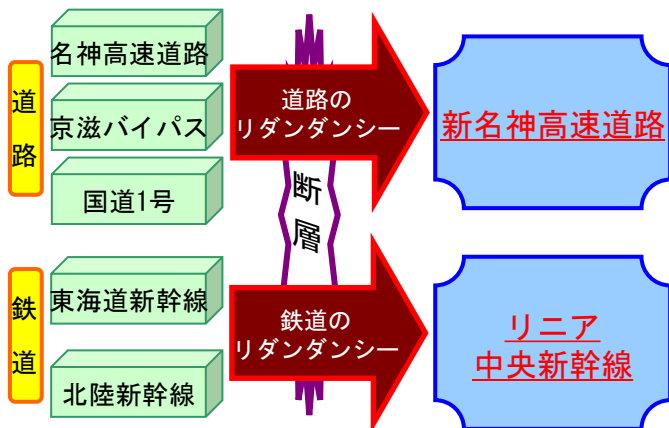 道路
名神高速道路
京滋バイパス
国道1号
道路の
リダンダンシー
新名神高速道路
断層
鉄道
東海道新幹線
北陸新幹線
鉄道の
リダンダンシー
リニア
中央新幹線